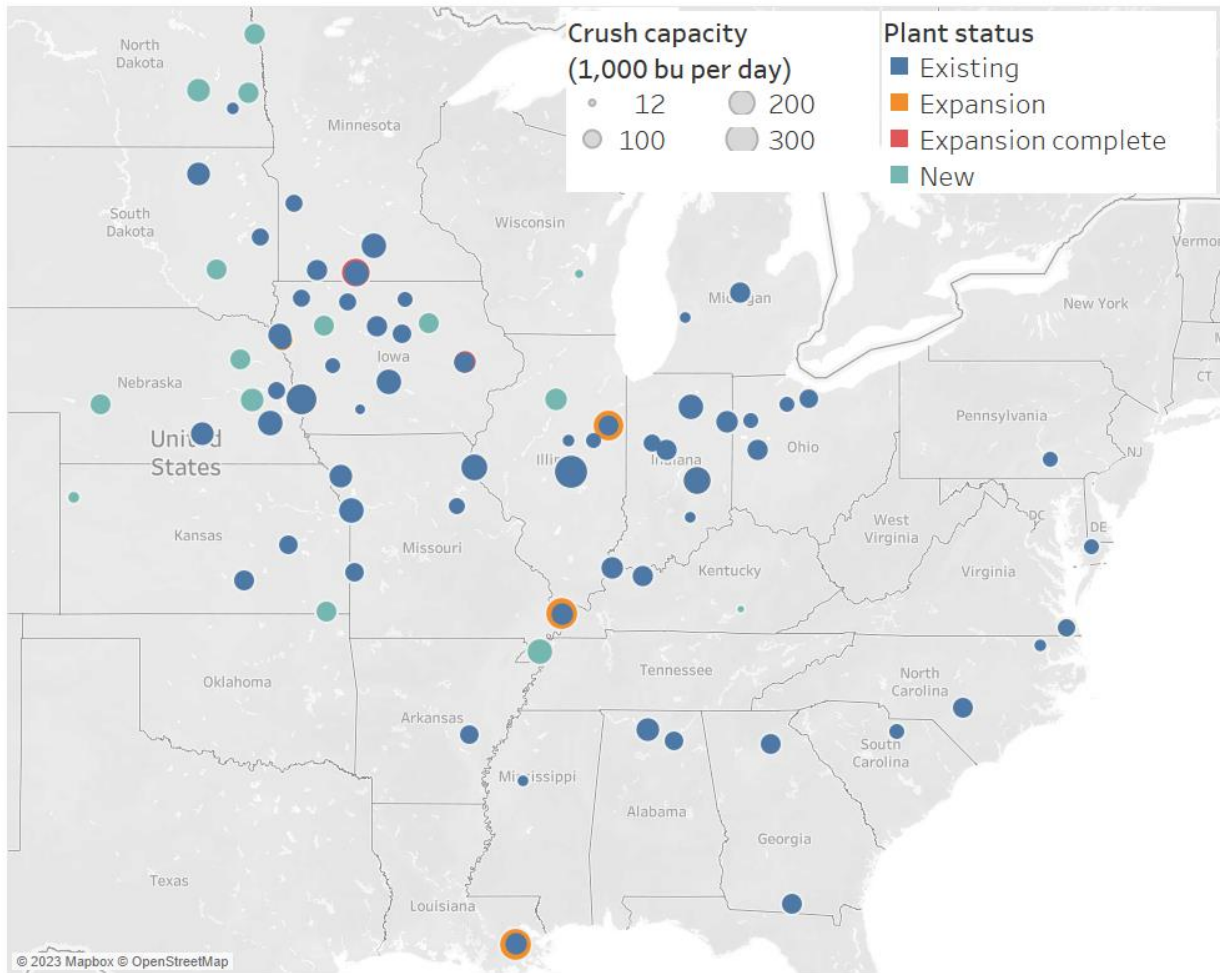 Crush capacity
(1,000 bu per day)
12
200
100
300
Plant status
Existing
Expansion
Expansion complete
New
North
Dakota
Minnesota
South
Dakota
Wisconsin
Michigan
Vermont
New York
Iowa
Nebraska
CT
Pennsylvania
United
States
Illinois
Indiana
Ohio
NJ
Kansas
Missouri
West
Virginia
DC
DE
Kentucky
Virginia
Oklahoma
Tennessee
North
Carolina
Arkansas
South
Carolina
Mississippi
Alabama
Georgia
Texas
Louisiana
© 2023 Mapbox © OpenStreetMap